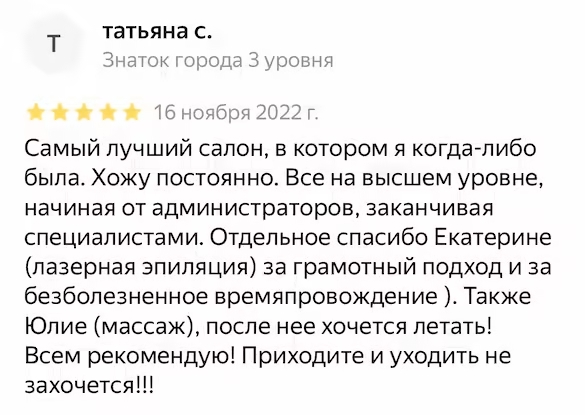 Т
татьяна с.
Знаток города 3 уровня
16 ноября 2022 г.
Самый лучший салон, в котором я когда-либо
была. Хожу постоянно. Все на высшем уровне,
начиная от администраторов, заканчивая
специалистами. Отдельное спасибо Екатерине
(лазерная эпиляция) за грамотный подход и за
безболезненное времяпровождение ). Также
Юлие (массаж), после нее хочется летать!
Всем рекомендую! Приходите и уходить не
захочется!!!